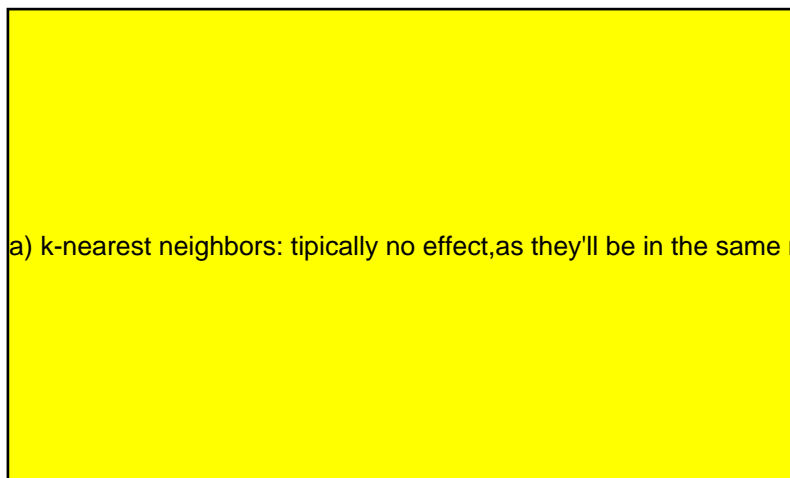 a) k-nearest neighbors: tipically no effect,as they'll be in the same